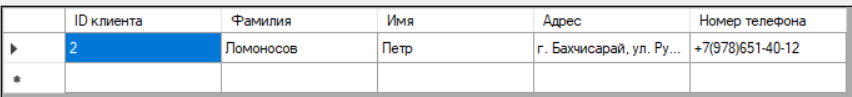 ID клиента Фамилия Имя Адрес Номер телефона
2 Ломоносов Петр г. Бахчисарай, ул. Ру... +7(978)651-40-12